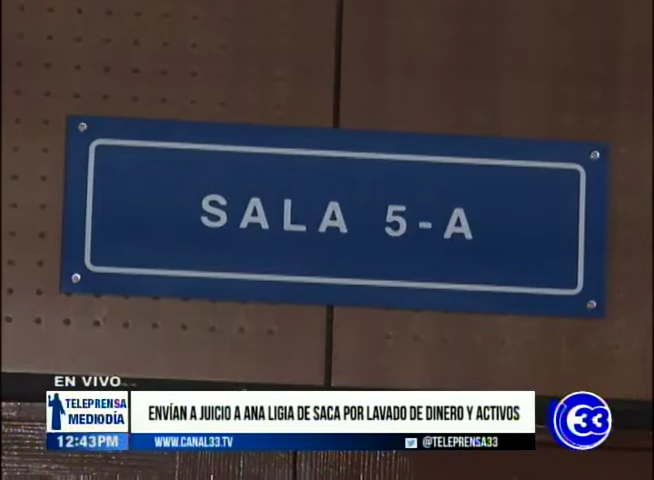 SALA 5-A
EN VIVO
TELEPRENSA
MEDIODÍA
ENVÍAN A JUICIO A ANA LIGIA DE SACA POR LAVADO DE DINERO Y ACTIVOS
33
12:43PM
WWW.CANAL33.TV
@TELEPRENSA33